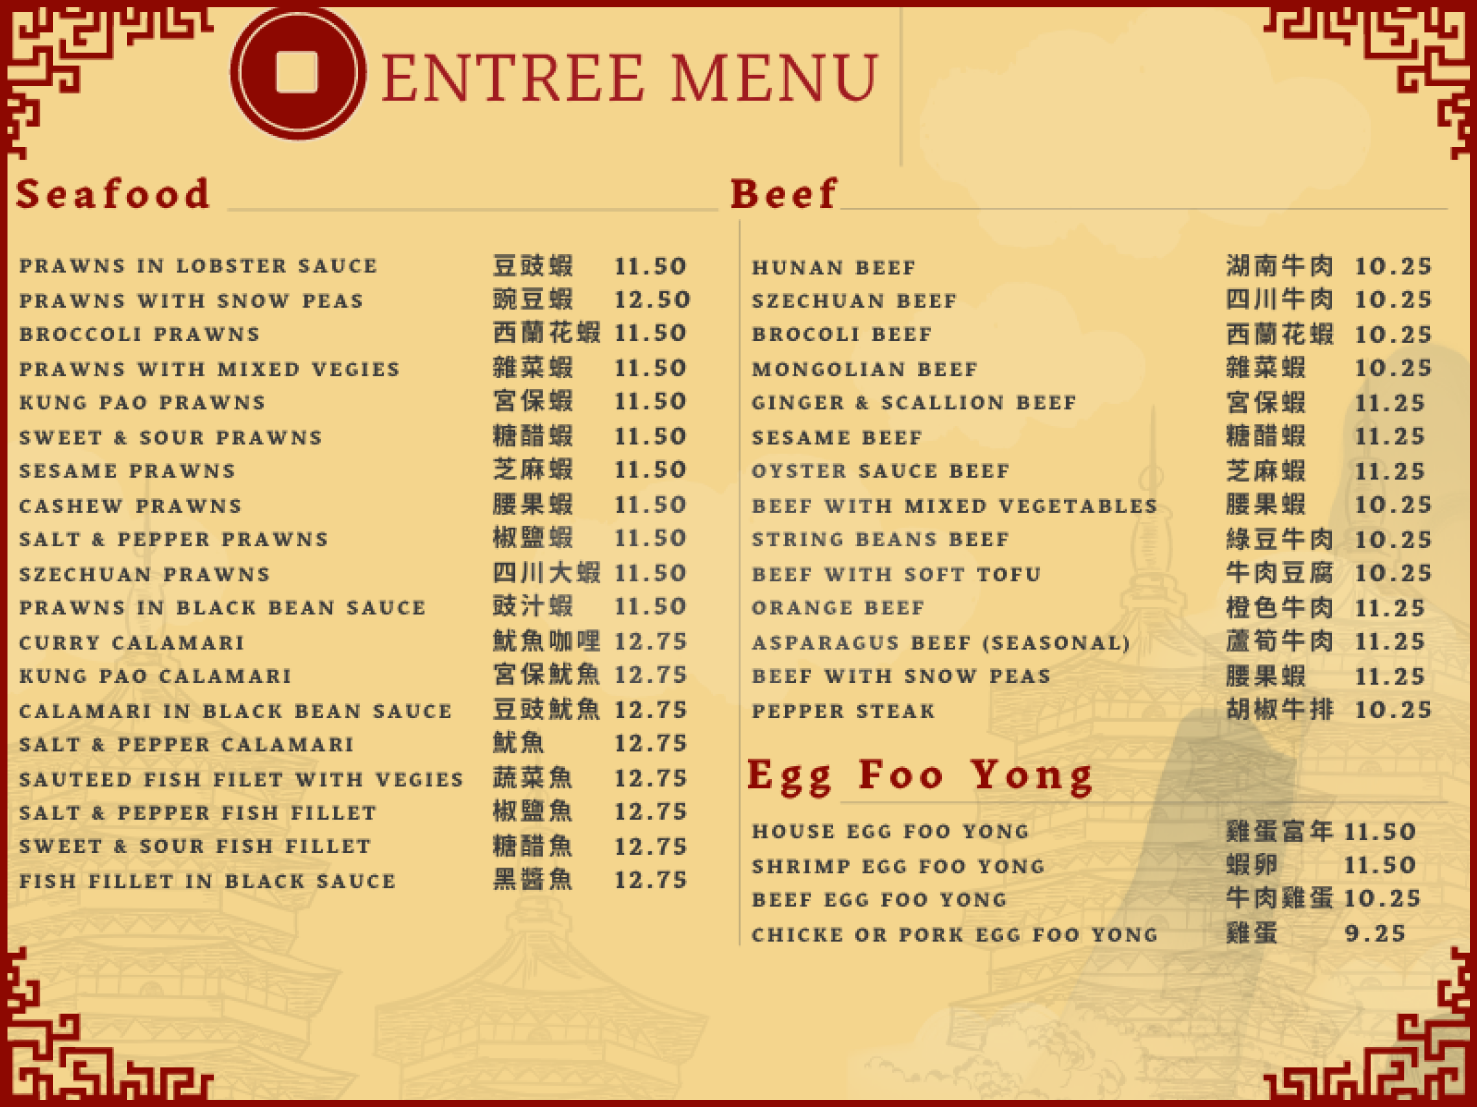 ENTREE MENU
Seafood
PRAWNS IN LOBSTER SAUCE 豆豉蝦 11.50
PRAWNS WITH SNOW PEAS 豌豆蝦 12.50
BROCCOLI PRAWNS 西蘭花蝦 11.50
PRAWNS WITH MIXED VEGIES 雜菜蝦 11.50
KUNG PAO PRAWNS 宮保蝦 11.50
SWEET & SOUR PRAWNS 糖醋蝦 11.50
SESAME PRAWNS 芝麻蝦 11.50
CASHEW PRAWNS 腰果蝦 11.50
SALT & PEPPER PRAWNS 椒鹽蝦 11.50
SZECHUAN PRAWNS 四川大蝦 11.50
PRAWNS IN BLACK BEAN SAUCE 豉汁蝦 11.50
CURRY CALAMARI 魷魚咖哩 12.75
KUNG PAO CALAMARI 宮保魷魚 12.75
CALAMARI IN BLACK BEAN SAUCE 豆豉魷魚 12.75
SALT & PEPPER CALAMARI 魷魚 12.75
SAUTEED FISH FILET WITH VEGIES 蔬菜魚 12.75
SALT & PEPPER FISH FILLET 椒鹽魚 12.75
SWEET & SOUR FISH FILLET 糖醋魚 12.75
FISH FILLET IN BLACK SAUCE 黑醬魚 12.75
Beef
HUNAN BEEF 湖南牛肉 10.25
SZECHUAN BEEF 四川牛肉 10.25
BROCOLI BEEF 西蘭花蝦 10.25
MONGOLIAN BEEF 雜菜蝦 10.25
GINGER & SCALLION BEEF 宮保蝦 11.25
SESAME BEEF 糖醋蝦 11.25
OYSTER SAUCE BEEF 芝麻蝦 11.25
BEEF WITH MIXED VEGETABLES 腰果蝦 10.25
STRING BEANS BEEF 綠豆牛肉 10.25
BEEF WITH SOFT TOFU 牛肉豆腐 10.25
ORANGE BEEF 橙色牛肉 11.25
ASPARAGUS BEEF (SEASONAL) 蘆筍牛肉 11.25
BEEF WITH SNOW PEAS 腰果蝦 11.25
PEPPER STEAK 胡椒牛排 10.25
Egg Foo Yong
HOUSE EGG FOO YONG 雞蛋富年 11.50
SHRIMP EGG FOO YONG 蝦卵 11.50
BEEF EGG FOO YONG 牛肉雞蛋 10.25
CHICKE OR PORK EGG FOO YONG 雞蛋 9.25